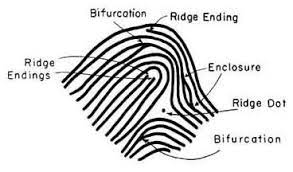 Bifurcation
Ridge Ending
Ridge
Endings
Enclosure
Ridge Dot
Bifurcation